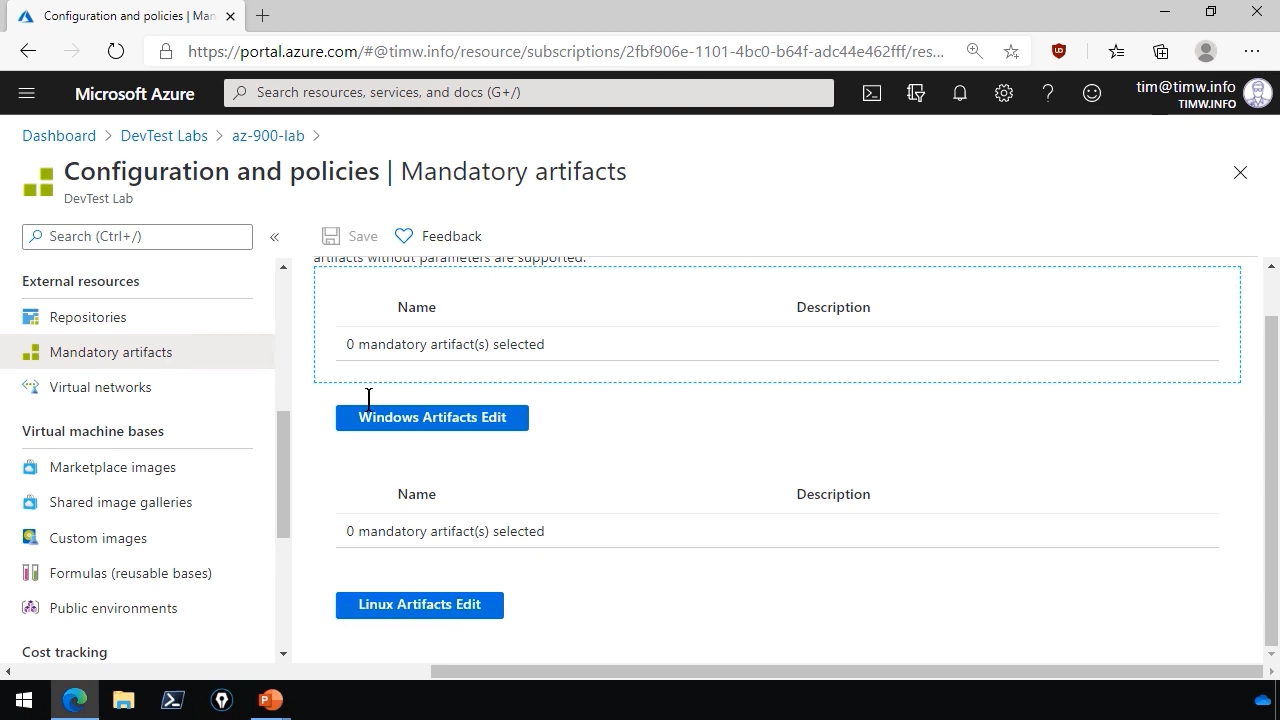 Configuration and policies | Man
https://portal.azure.com/#@timw.info/resource/subscriptions/2fbf906e-1101-4bc0-b64f-adc44e462fff/res...
Microsoft Azure
Search resources, services, and docs (G+/)
tim@timw.info
TIMW.INFO
Dashboard > DevTest Labs > az-900-lab >
Configuration and policies | Mandatory artifacts
DevTest Lab
Search (Ctrl+/)
«
Save
Feedback
artifacts without parameters are supported.
External resources
Repositories
Mandatory artifacts
Virtual networks
Virtual machine bases
Marketplace images
Shared image galleries
Custom images
Formulas (reusable bases)
Public environments
Cost tracking
Name Description
0 mandatory artifact(s) selected
Windows Artifacts Edit
Name Description
0 mandatory artifact(s) selected
Linux Artifacts Edit